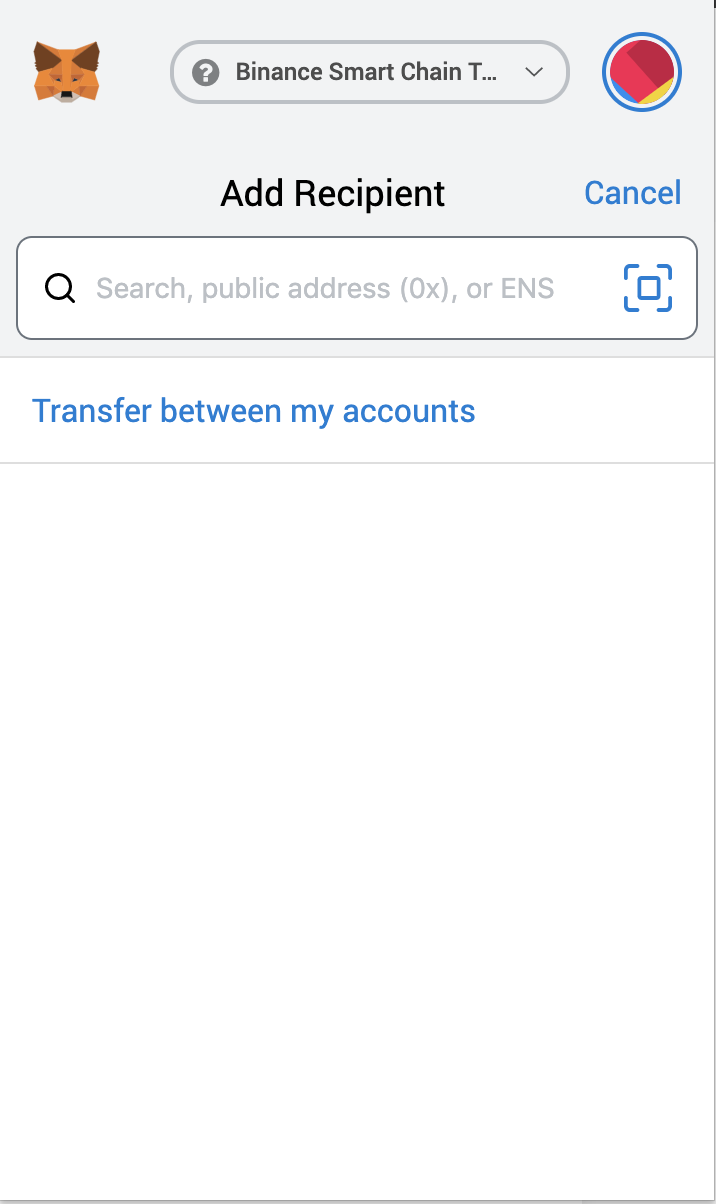 Binance Smart Chain T...
Add Recipient
Cancel
Search, public address (0x), or ENS
Transfer between my accounts